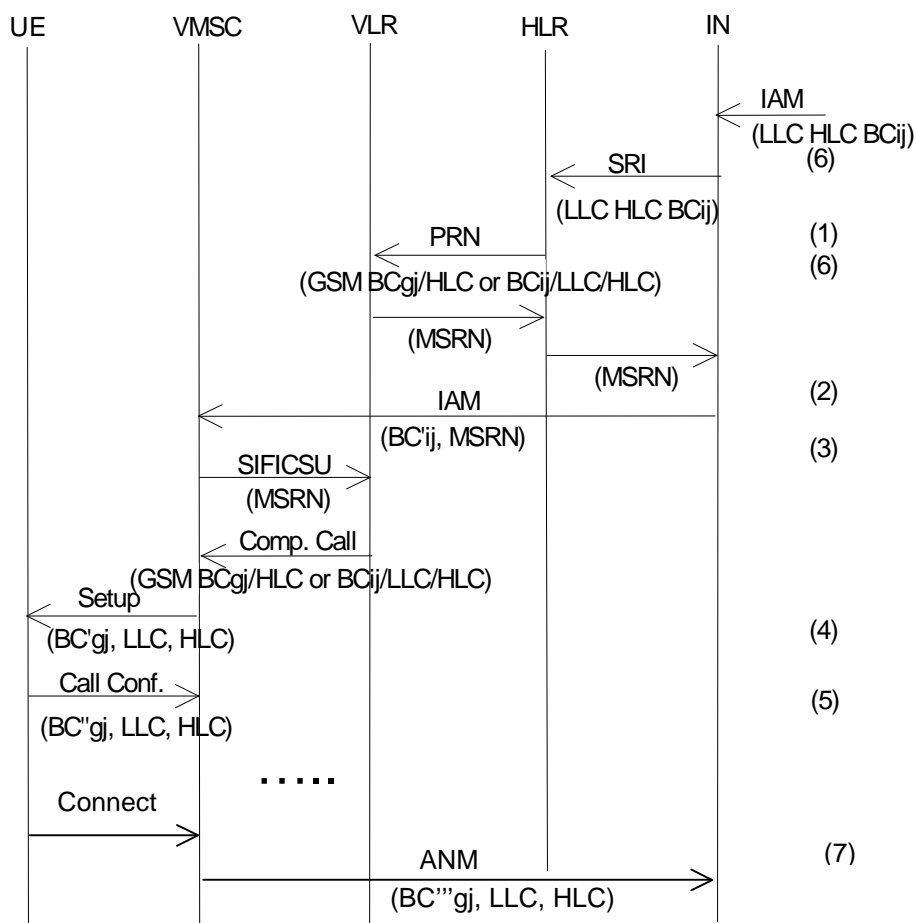 UE VMSC VLR HLR IN
IAM
(LLC HLC BCij)
(6)
SRI
(LLC HLC BCij)
(1)
PRN
(6)
(GSM BCgj/HLC or BCij/LLC/HLC)
(MSRN)
(MSRN)
(2)
IAM
(BC'ij, MSRN)
(3)
SIFICSU
(MSRN)
Comp. Call
(GSM BCgj/HLC or BCij/LLC/HLC)
Setup
(BC'gj, LLC, HLC)
(4)
Call Conf.
(5)
(BC"gj, LLC, HLC)
.....
Connect
ANM
(7)
(BC'''gj, LLC, HLC)